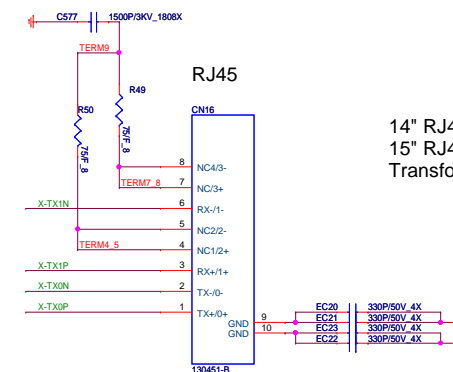 C577
1500P/3KV_1808X
TERM9
RJ45
R49
R50
CN16
75/F_8
75/F_8
14" RJ4
15" RJ4
Transfo
8 NC4/3-
TERM7_8
7 NC/3+
X-TX1N
6 RX-/1-
5 NC2/2-
TERM4_5
4 NC1/2+
X-TX1P
3 RX+/1+
X-TX0N
2 TX-/0-
X-TX0P
1 TX+/0+
GND 9
GND 10
EC20 330P/50V_4X
EC21 330P/50V_4X
EC23 330P/50V_4X
EC22 330P/50V_4X
130451-B